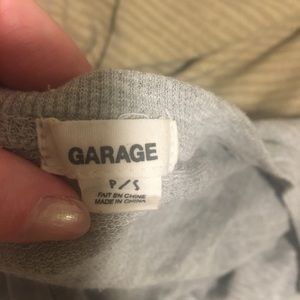 GARAGE
P/S
FAIT EN CHINE
MADE IN CHINA